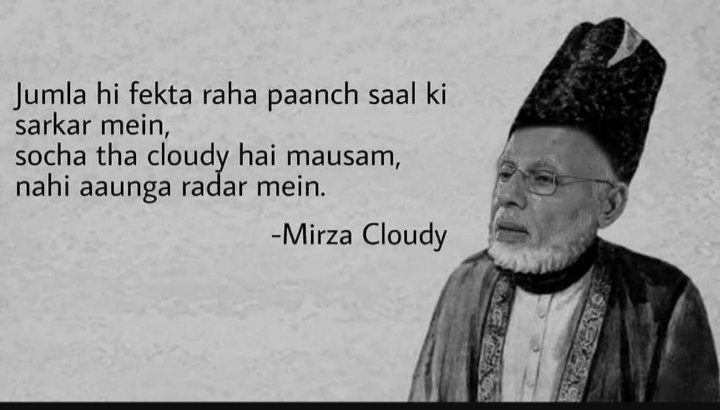 Jumla hi fekta raha paanch saal ki
sarkar mein,
socha tha cloudy hai mausam,
nahi aaunga radar mein.
-Mirza Cloudy